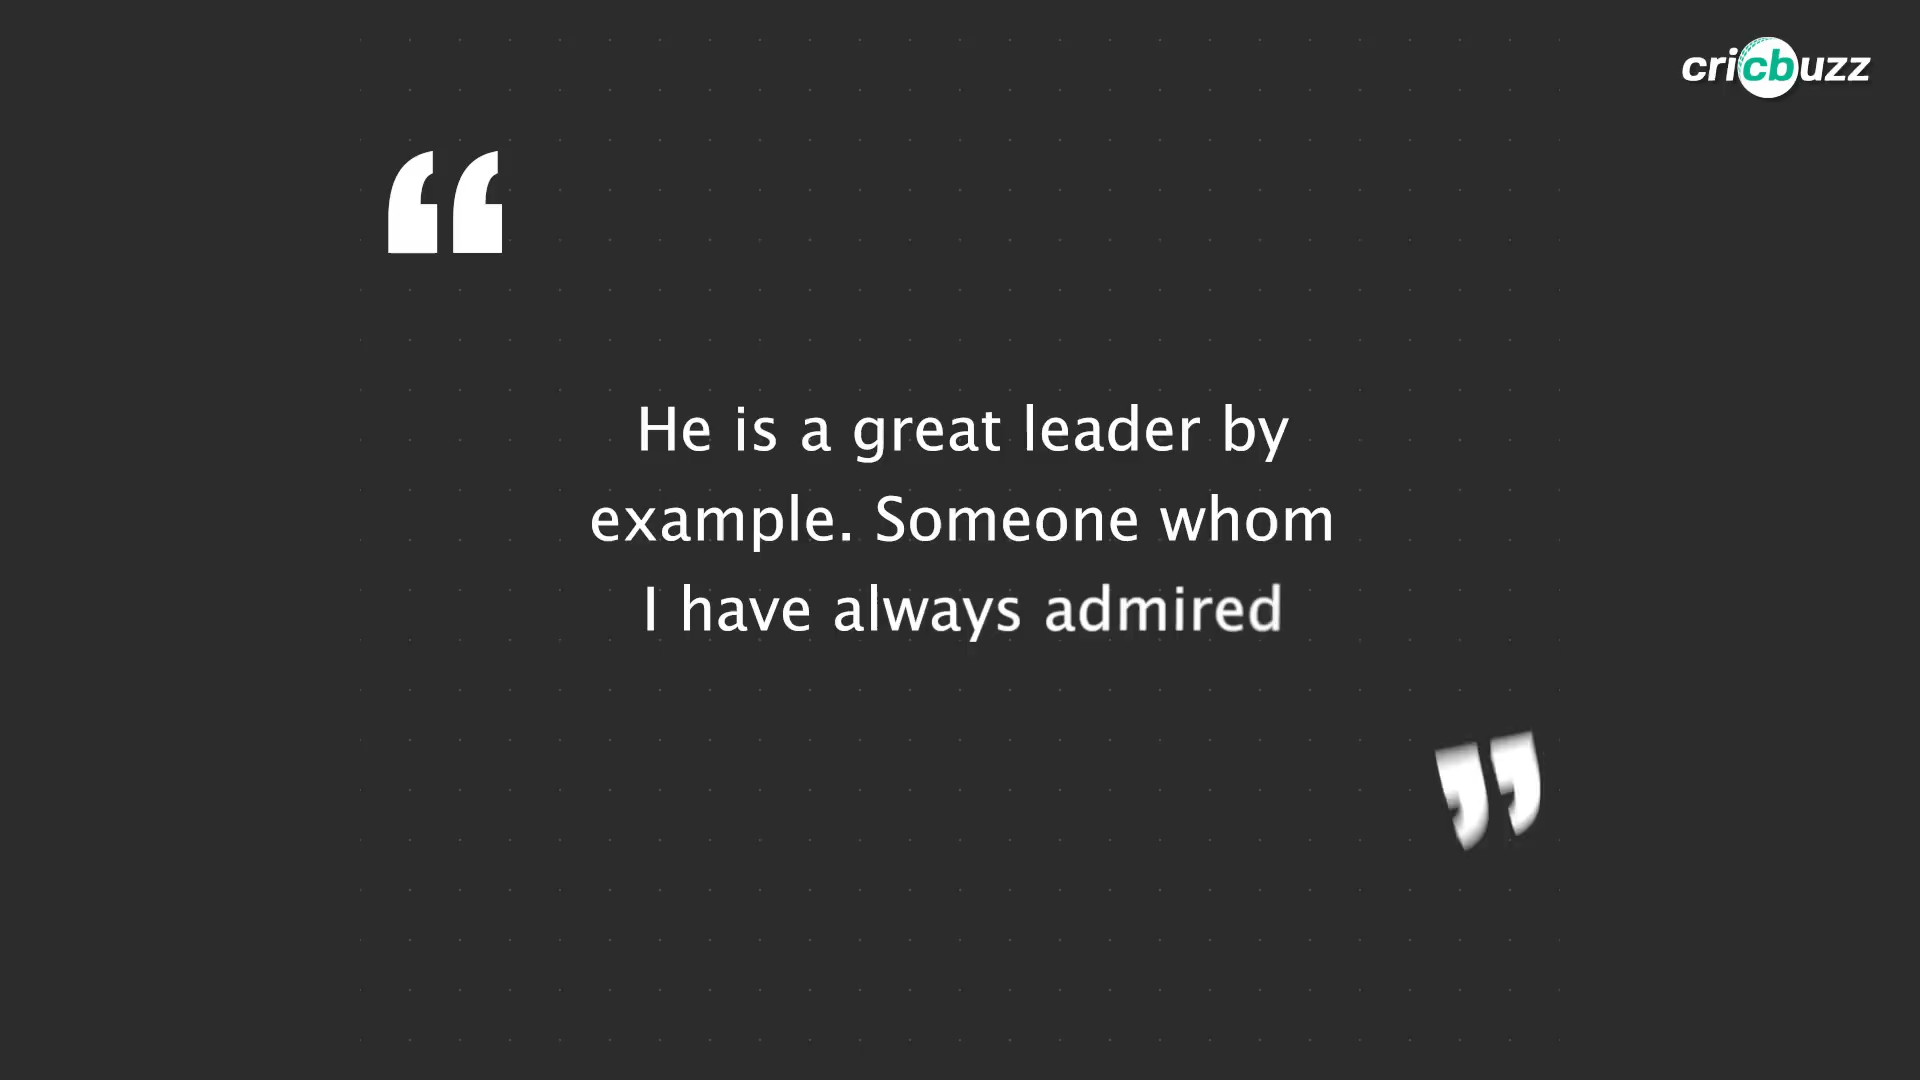 cricbuzz
“
He is a great leader by
example. Someone whom
I have always admired
”